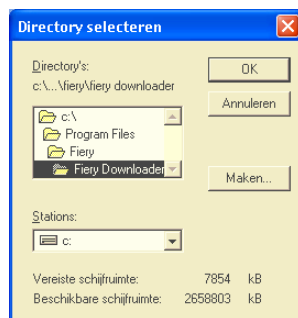 Directory selecteren
Directory's:
c:\...\fiery\fiery downloader
OK
Annuleren
c:\
Program Files
Fiery
Fiery Downloader
Maken...
Stations:
c:
Vereiste schijfruimte: 7854 kB
Beschikbare schijfruimte: 2658803 kB